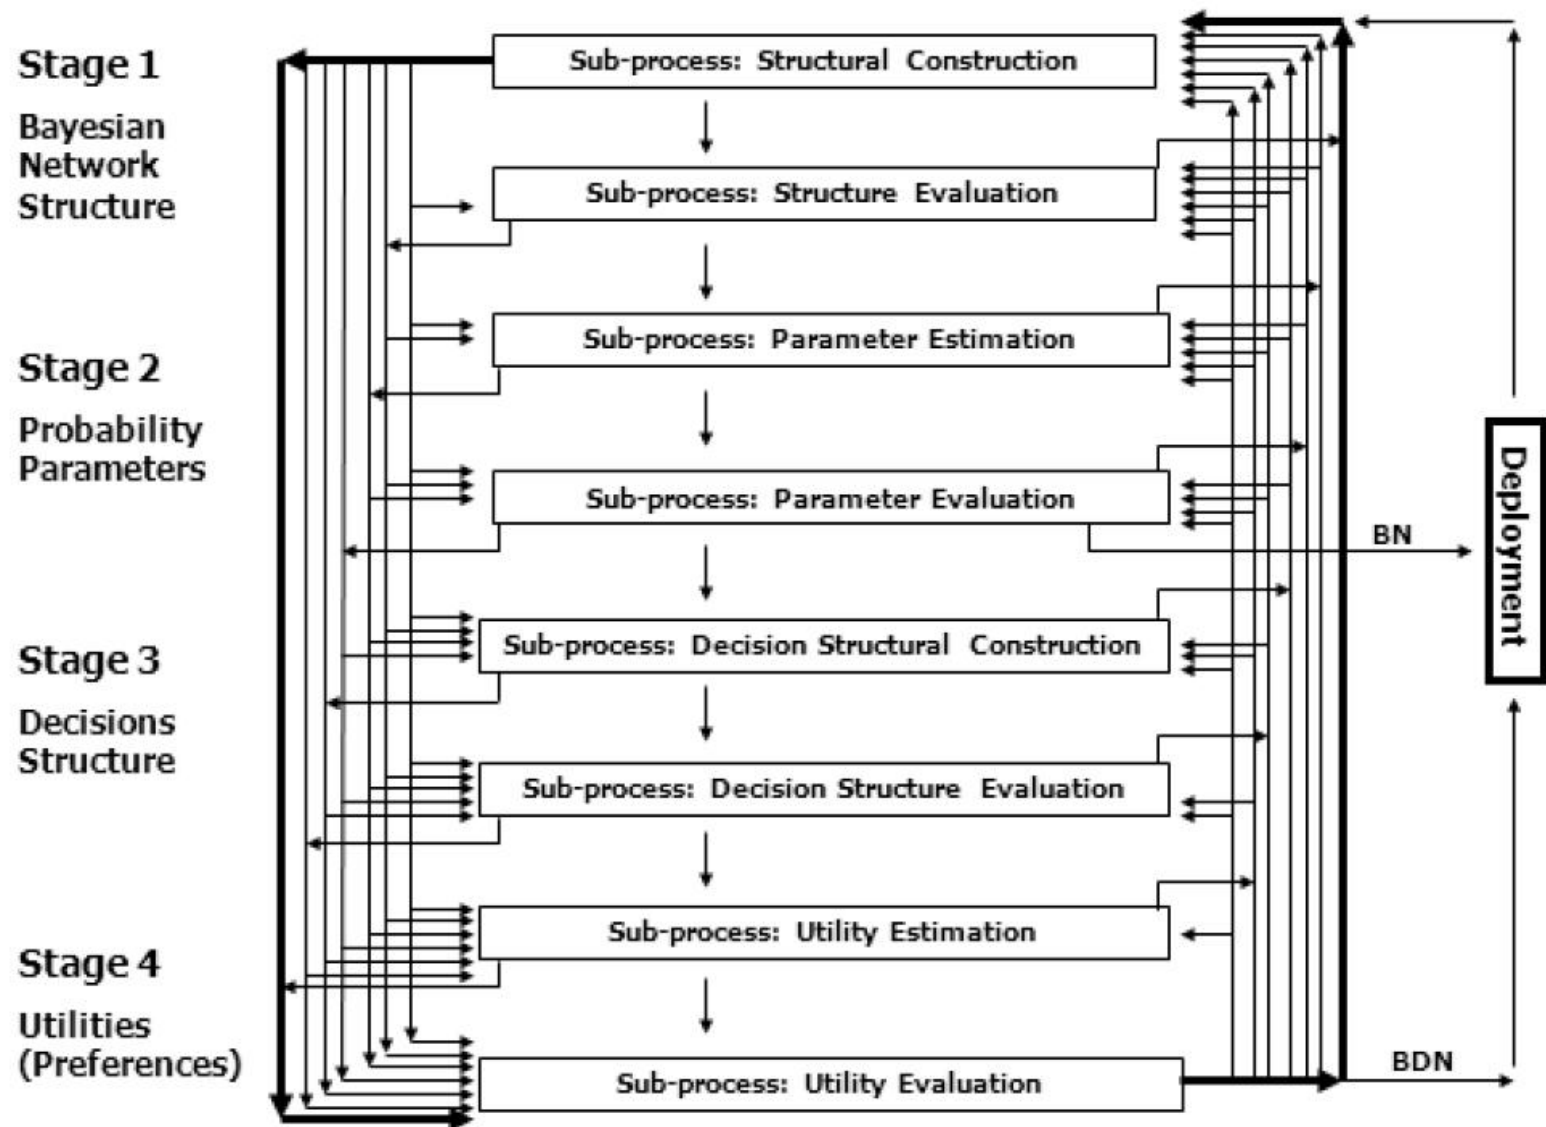 Stage 1
Bayesian
Network
Structure
Sub-process: Structural Construction
Sub-process: Structure Evaluation
Stage 2
Probability
Parameters
Sub-process: Parameter Estimation
Sub-process: Parameter Evaluation
BN
Deployment
Stage 3
Decisions
Structure
Sub-process: Decision Structural Construction
Sub-process: Decision Structure Evaluation
Stage 4
Utilities
(Preferences)
Sub-process: Utility Estimation
Sub-process: Utility Evaluation
BDN